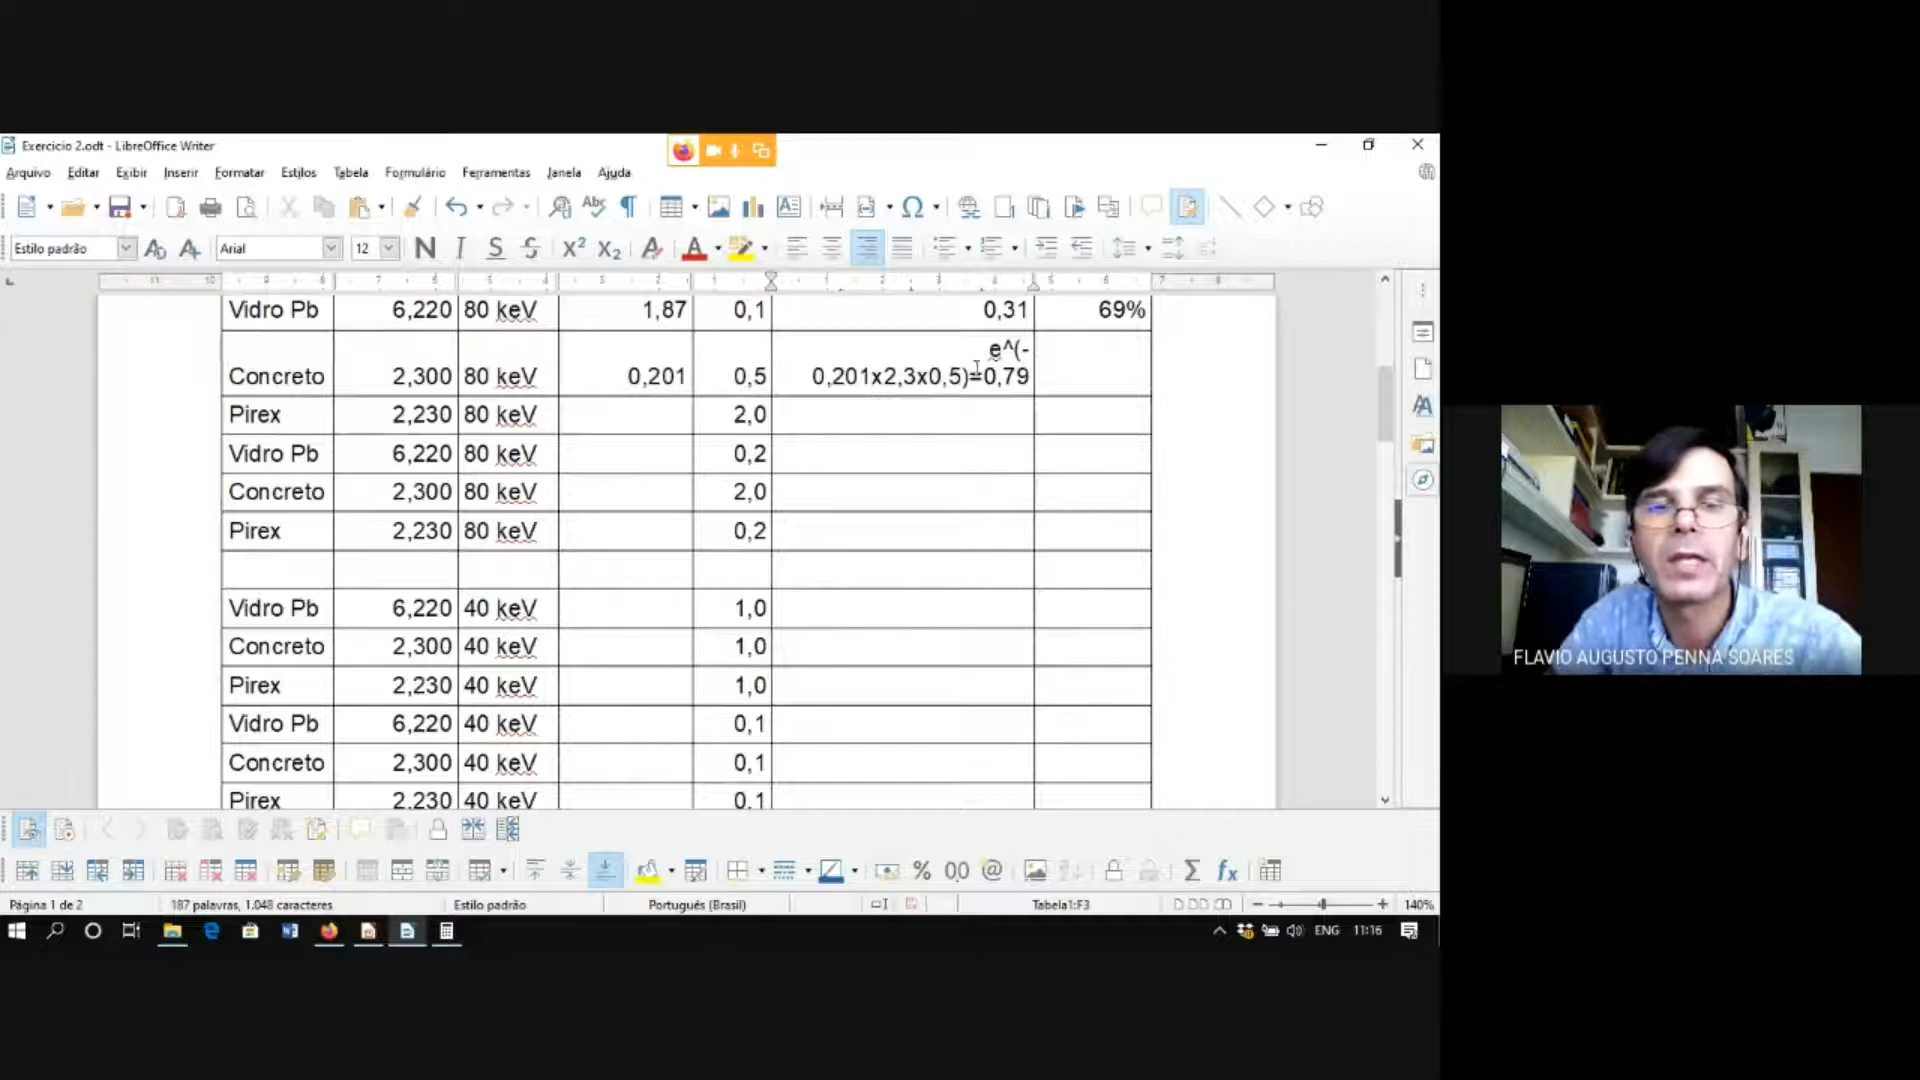 Exercicio 2.odt - LibreOffice Writer
Arquivo Editar Exibir Inserir Formatar Estilos Tabela Formulário Ferramentas Janela Ajuda
Estilo padrão Arial 12 N I S S X² X₂
Vidro Pb 6,220 80 keV 1,87 0,1 0,31 69%
e^(-
Concreto 2,300 80 keV 0,201 0,5 0,201x2,3x0,5)=0,79
Pirex 2,230 80 keV 2,0
Vidro Pb 6,220 80 keV 0,2
Concreto 2,300 80 keV 2,0
Pirex 2,230 80 keV 0,2
Vidro Pb 6,220 40 keV 1,0
Concreto 2,300 40 keV 1,0
Pirex 2,230 40 keV 1,0
Vidro Pb 6,220 40 keV 0,1
Concreto 2,300 40 keV 0,1
Pirex 2,230 40 keV 0,1
Página 1 de 2 187 palavras, 1.048 caracteres Estilo padrão Português (Brasil) Tabela1:F3 140%
ENG 11:16
FLAVIO AUGUSTO PENNA SOARES